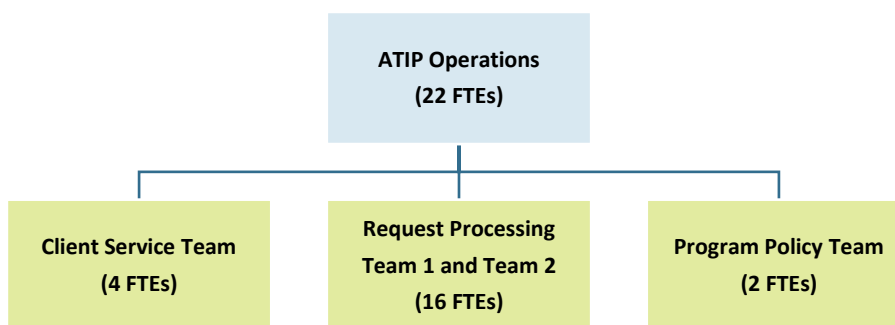 ATIP Operations
(22 FTEs)
Client Service Team
(4 FTEs)
Request Processing
Team 1 and Team 2
(16 FTEs)
Program Policy Team
(2 FTEs)